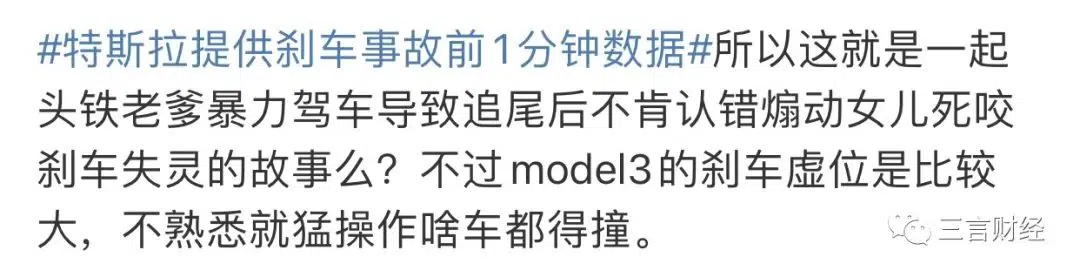 #特斯拉提供刹车事故前1分钟数据#所以这就是一起
头铁老爹暴力驾车导致追尾后不肯认错煽动女儿死咬
刹车失灵的故事么？不过model3的刹车虚位是比较
大，不熟悉就猛操作啥车都得撞。
三言财经